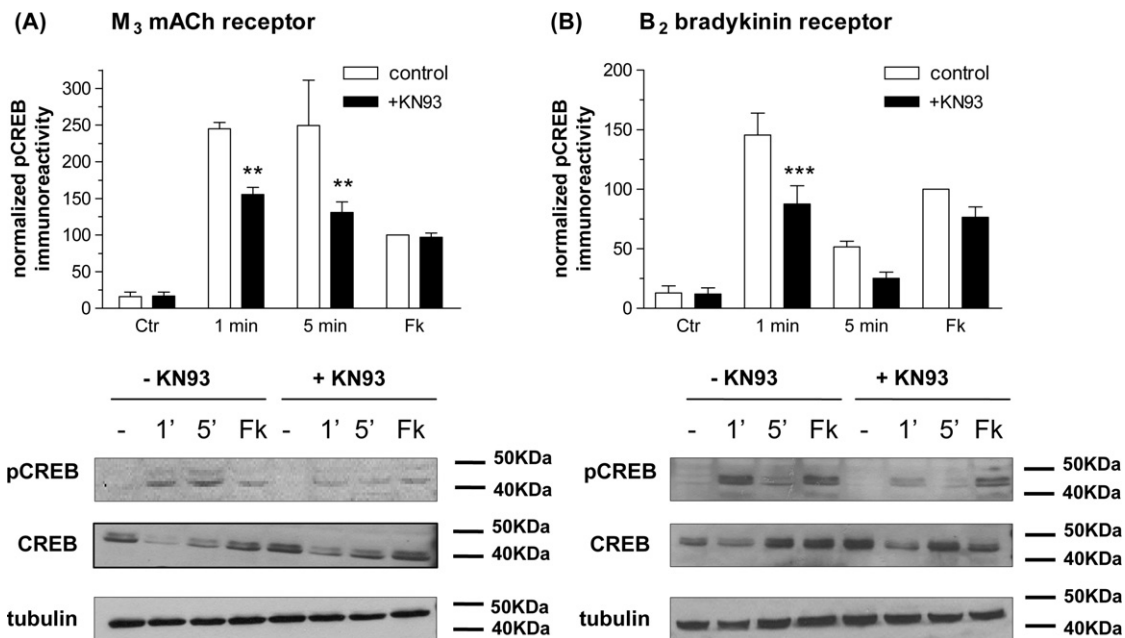 (A) M3 mACh receptor
normalized pCREB
immunoreactivity
300
250
200
150
100
50
0
control
+KN93
**
**
Ctr 1 min 5 min Fk
- KN93 + KN93
- 1’ 5’ Fk - 1’ 5’ Fk
pCREB
50KDa
40KDa
CREB
50KDa
40KDa
tubulin
50KDa
40KDa
(B) B2 bradykinin receptor
normalized pCREB
immunoreactivity
200
150
100
50
0
control
+KN93
***
Ctr 1 min 5 min Fk
- KN93 + KN93
- 1’ 5’ Fk - 1’ 5’ Fk
pCREB
50KDa
40KDa
CREB
50KDa
40KDa
tubulin
50KDa
40KDa